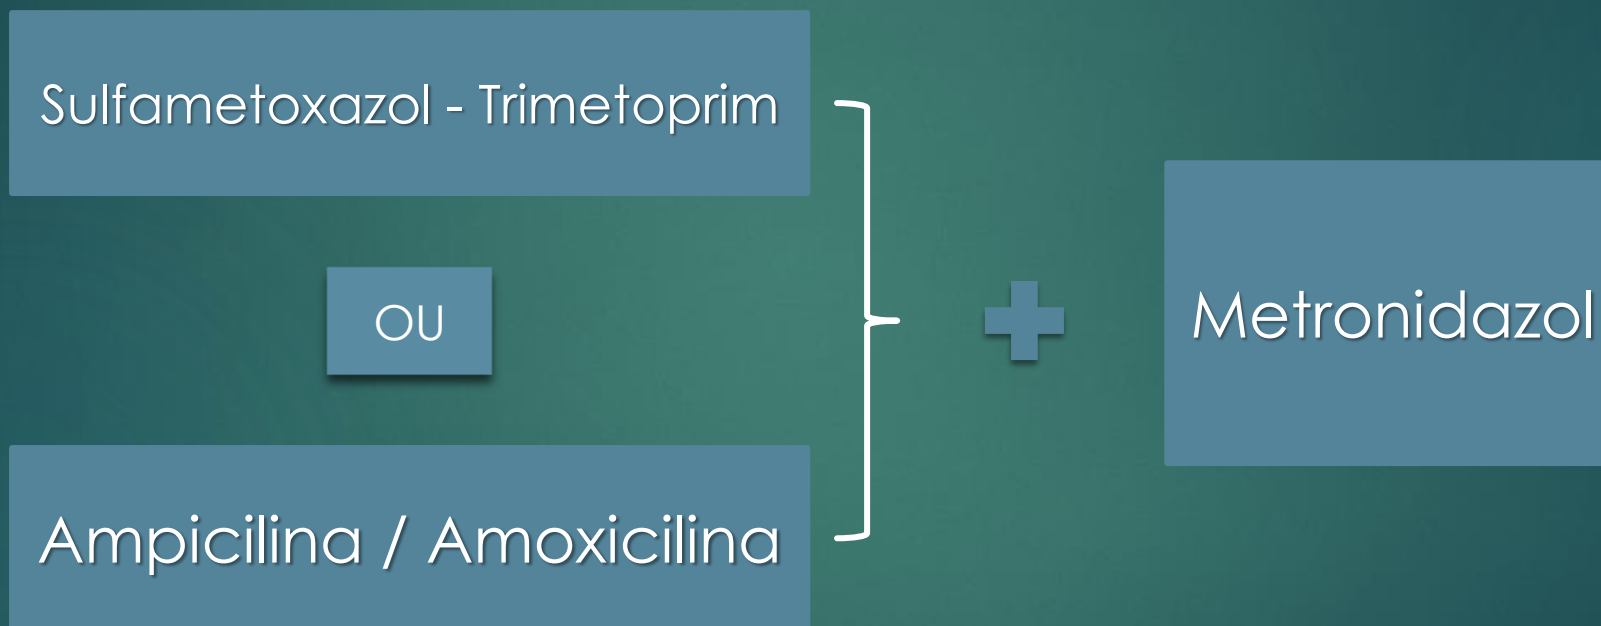 Sulfametoxazol - Trimetoprim
OU
Ampicilina / Amoxicilina
Metronidazol